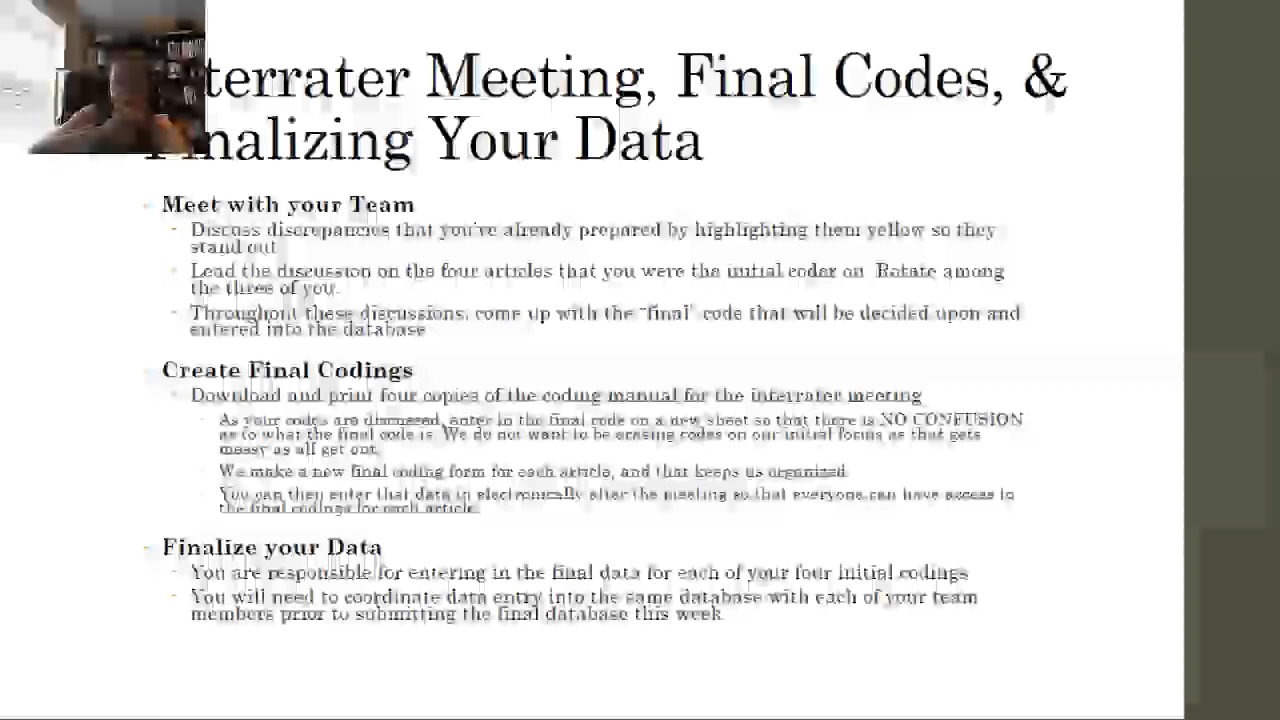 terrater Meeting, Final Codes, &
inalizing Your Data
Meet with your Team
Discuss discrepancies that you've already prepared by highlighting them yellow so they
stand out
Lead the discussion on the four articles that you were the initial coder on. Rotate among
the three of you.
Throughout these discussions, come up with the "final" code that will be decided upon and
entered into the database
Create Final Codings
Download and print four copies of the coding manual for the interrater meeting
As your codes are discussed, enter in the final code on a new sheet so that there is NO CONFUSION
as to what the final code is. We do not want to be erasing codes on our initial forms as that gets
messy as all get out.
We make a new final coding form for each article, and that keeps us organized.
You can then enter that data in electronically after the meeting so that everyone can have access to
the final codings for each article.
Finalize your Data
You are responsible for entering in the final data for each of your four initial codings
You will need to coordinate data entry into the same database with each of your team
members prior to submitting the final database this week.